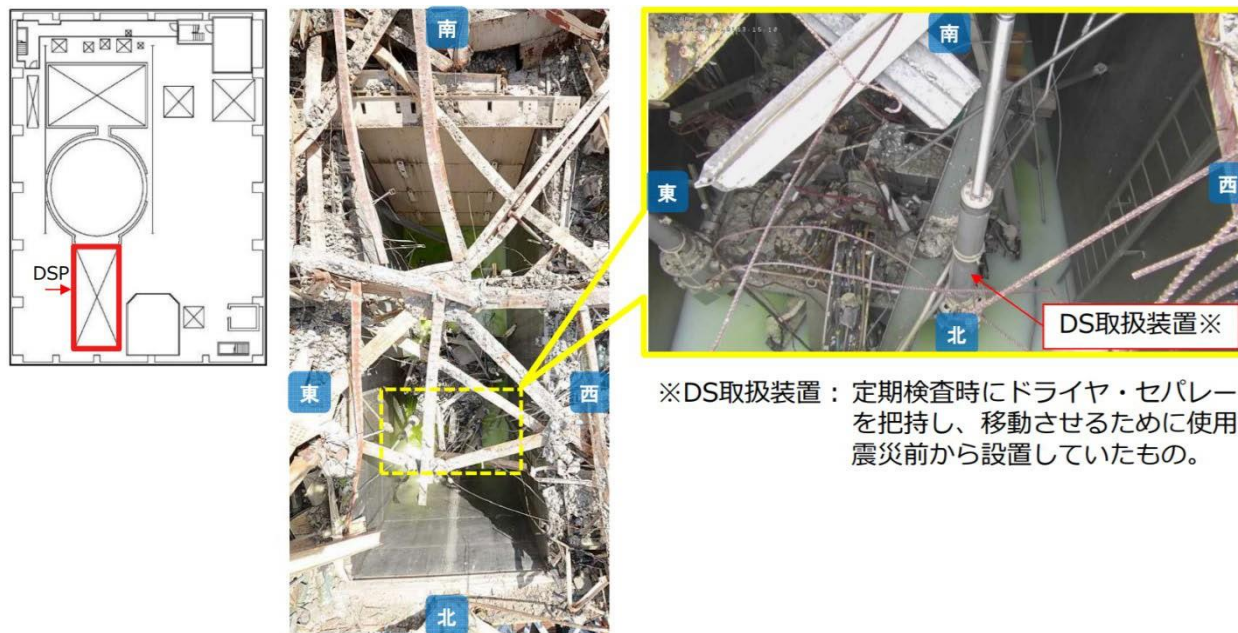 DSP
南
東
西
北
南
東
西
北
DS取扱装置※
※DS取扱装置：定期検査時にドライヤ・セパレー
を把持し、移動させるために使用
震災前から設置していたもの。